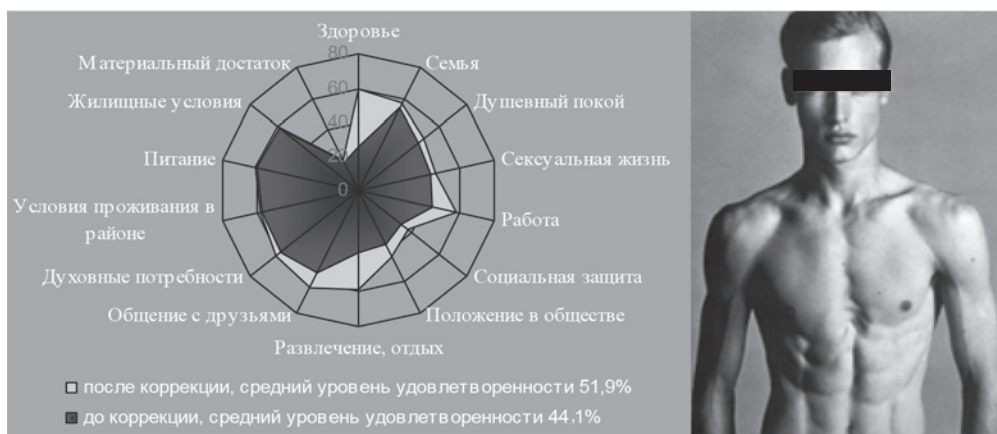 Здоровье
Семья
Душевный покой
Сексуальная жизнь
Работа
Социальная защита
Положение в обществе
Развлечение, отдых
Общение с друзьями
Духовные потребности
Условия проживания в
районе
Питание
Жилищные условия
Материальный достаток
80
60
40
20
0
после коррекции, средний уровень удовлетворенности 51,9%
до коррекции, средний уровень удовлетворенности 44,1%